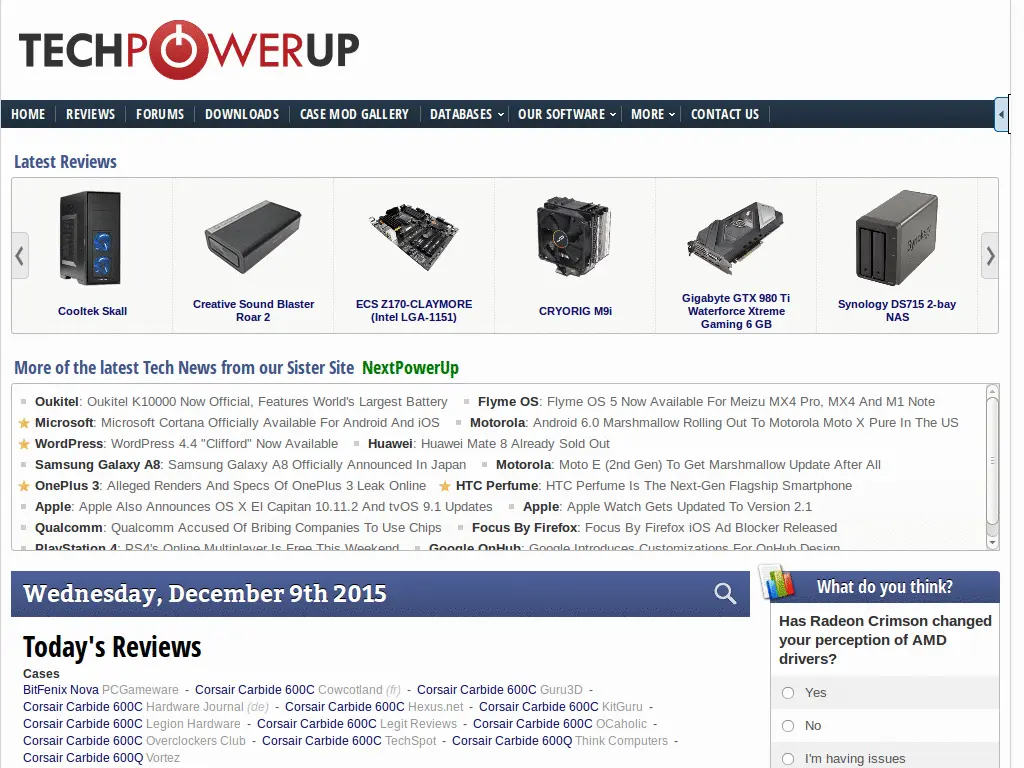 TECHPOWERUP
HOME REVIEWS FORUMS DOWNLOADS CASE MOD GALLERY DATABASES OUR SOFTWARE MORE CONTACT US
Latest Reviews
Cooltek Skall
Creative Sound Blaster
Roar 2
ECS Z170-CLAYMORE
(Intel LGA-1151)
CRYORIG M9i
Gigabyte GTX 980 Ti
Waterforce Xtreme
Gaming 6 GB
Synology DS715 2-bay
NAS
More of the latest Tech News from our Sister Site NextPowerUp
Oukitel: Oukitel K10000 Now Official, Features World's Largest Battery Flyme OS: Flyme OS 5 Now Available For Meizu MX4 Pro, MX4 And M1 Note
Microsoft: Microsoft Cortana Officially Available For Android And iOS Motorola: Android 6.0 Marshmallow Rolling Out To Motorola Moto X Pure In The US
WordPress: WordPress 4.4 "Clifford" Now Available Huawei: Huawei Mate 8 Already Sold Out
Samsung Galaxy A8: Samsung Galaxy A8 Officially Announced In Japan Motorola: Moto E (2nd Gen) To Get Marshmallow Update After All
OnePlus 3: Alleged Renders And Specs Of OnePlus 3 Leak Online HTC Perfume: HTC Perfume Is The Next-Gen Flagship Smartphone
Apple: Apple Also Announces OS X El Capitan 10.11.2 And tvOS 9.1 Updates Apple: Apple Watch Gets Updated To Version 2.1
Qualcomm: Qualcomm Accused Of Bribing Companies To Use Chips Focus By Firefox: Focus By Firefox iOS Ad Blocker Released
PlayStation 4: PS4's Online Multiplayer Is Free This Weekend Google OnHub: Google Introduces Customizations For OnHub Design
Wednesday, December 9th 2015
Today's Reviews
Cases
BitFenix Nova PCGameware - Corsair Carbide 600C Cowcotland (fr) - Corsair Carbide 600C Guru3D -
Corsair Carbide 600C Hardware Journal (de) - Corsair Carbide 600C Hexus.net - Corsair Carbide 600C KitGuru -
Corsair Carbide 600C Legion Hardware - Corsair Carbide 600C Legit Reviews - Corsair Carbide 600C OCaholic -
Corsair Carbide 600C Overclockers Club - Corsair Carbide 600C TechSpot - Corsair Carbide 600Q Think Computers -
Corsair Carbide 600Q Vortez
What do you think?
Has Radeon Crimson changed
your perception of AMD
drivers?
Yes
No
I'm having issues